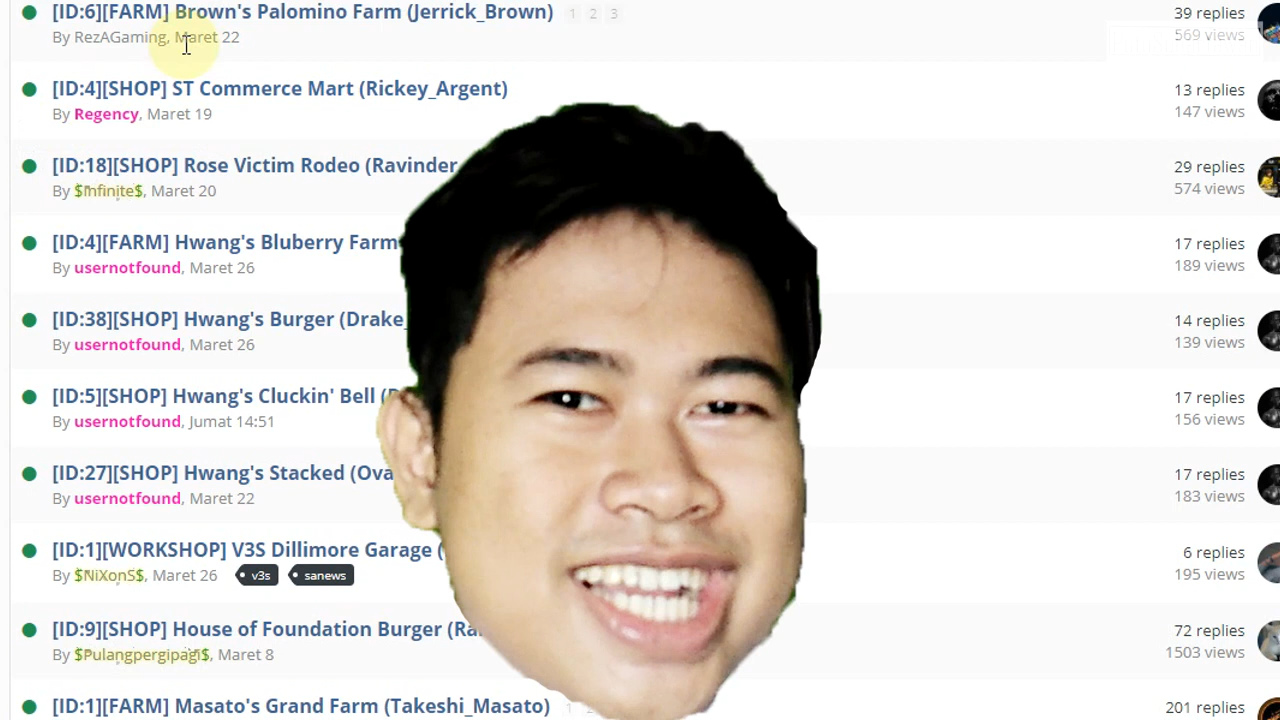 [ID:6][FARM] Brown's Palomino Farm (Jerrick_Brown) 1 2 3
39 replies
By RezAGaming, Maret 22
569 views
[ID:4][SHOP] ST Commerce Mart (Rickey_Argent)
13 replies
By Regency, Maret 19
147 views
[ID:18][SHOP] Rose Victim Rodeo (Ravinder
29 replies
By $Infinite$, Maret 20
574 views
[ID:4][FARM] Hwang's Bluberry Farm
17 replies
By usernotfound, Maret 26
189 views
[ID:38][SHOP] Hwang's Burger (Drake_
14 replies
By usernotfound, Maret 26
139 views
[ID:5][SHOP] Hwang's Cluckin' Bell (
17 replies
By usernotfound, Jumat 14:51
156 views
[ID:27][SHOP] Hwang's Stacked (Ova
17 replies
By usernotfound, Maret 22
183 views
[ID:1][WORKSHOP] V3S Dillimore Garage (
6 replies
By $NiXonS$, Maret 26 v3s sanews
195 views
[ID:9][SHOP] House of Foundation Burger (Ra
72 replies
By $Pulangpergipagi$, Maret 8
1503 views
[ID:1][FARM] Masato's Grand Farm (Takeshi_Masato) 1
201 replies